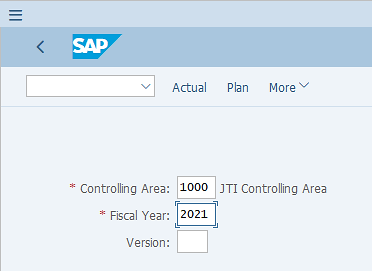 SAP
Actual Plan More
* Controlling Area: 1000 JTI Controlling Area
* Fiscal Year: 2021
Version: